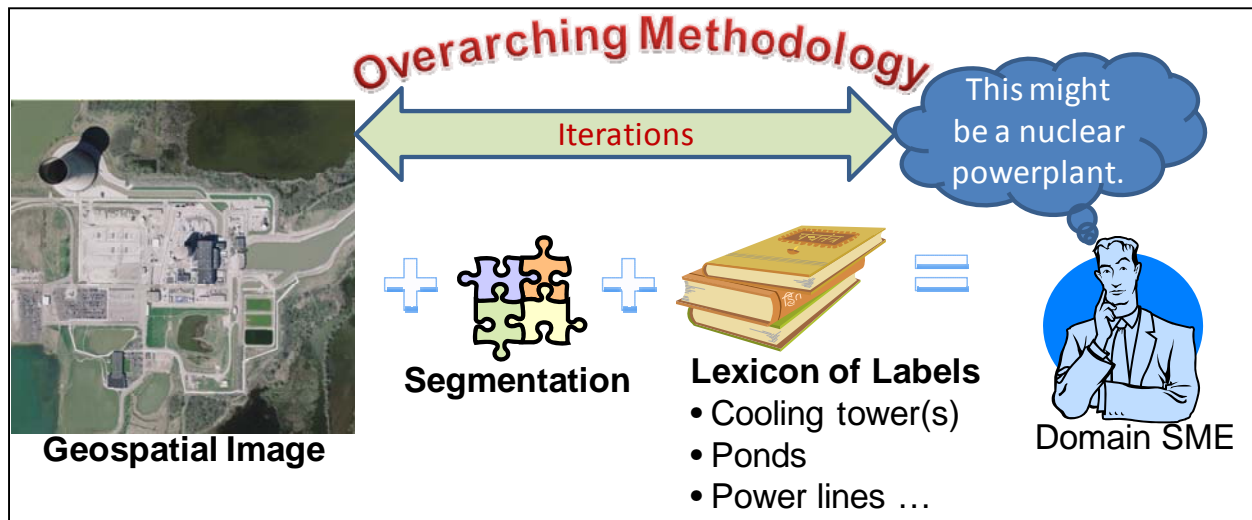 Overarching Methodology
Iterations
This might
be a nuclear
powerplant.
Segmentation
Lexicon of Labels
• Cooling tower(s)
• Ponds
• Power lines …
Geospatial Image
Domain SME